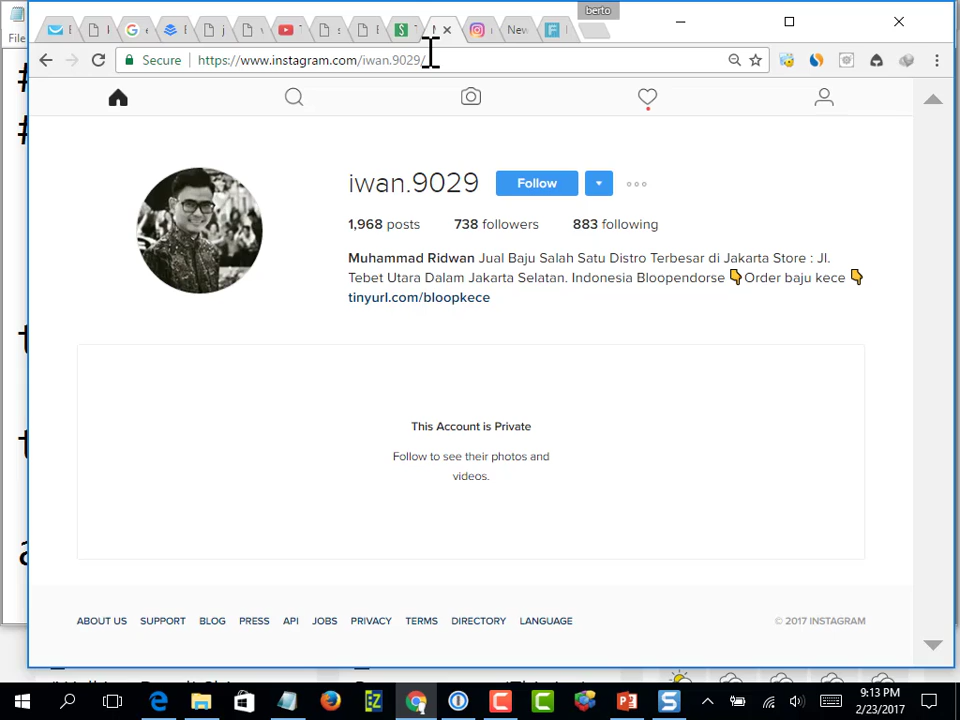 berto
File
Secure https://www.instagram.com/iwan.9029/
iwan.9029 Follow
1,968 posts 738 followers 883 following
Muhammad Ridwan Jual Baju Salah Satu Distro Terbesar di Jakarta Store : Jl.
Tebet Utara Dalam Jakarta Selatan. Indonesia Bloopendorse 👇Order baju kece 👇
tinyurl.com/bloopkece
This Account is Private
Follow to see their photos and
videos.
ABOUT US SUPPORT BLOG PRESS API JOBS PRIVACY TERMS DIRECTORY LANGUAGE © 2017 INSTAGRAM
9:13 PM
2/23/2017